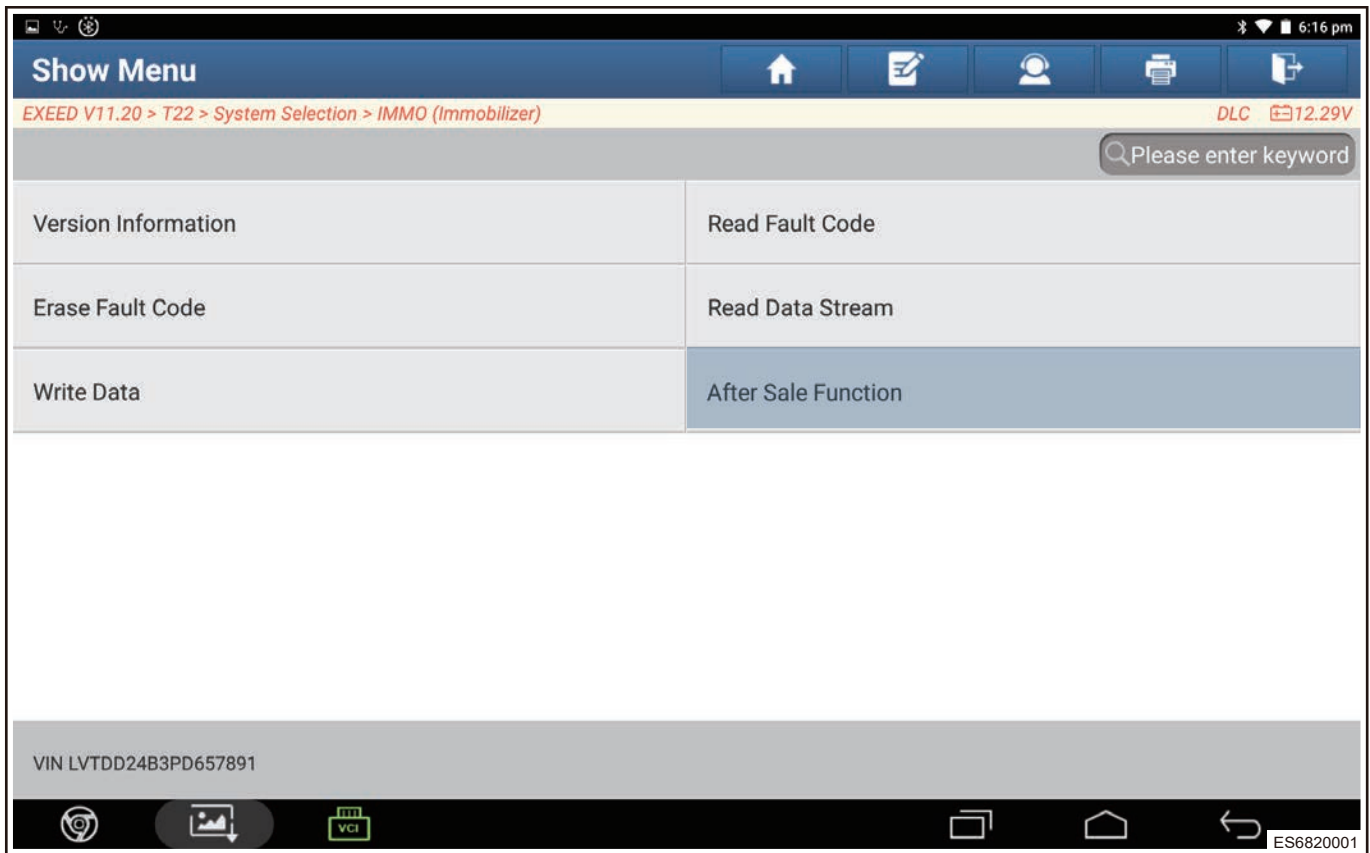 6:16 pm
Show Menu
EXEED V11.20 > T22 > System Selection > IMMO (Immobilizer)
DLC 12.29V
Please enter keyword
Version Information
Read Fault Code
Erase Fault Code
Read Data Stream
Write Data
After Sale Function
VIN LVTDD24B3PD657891
VCI
ES6820001